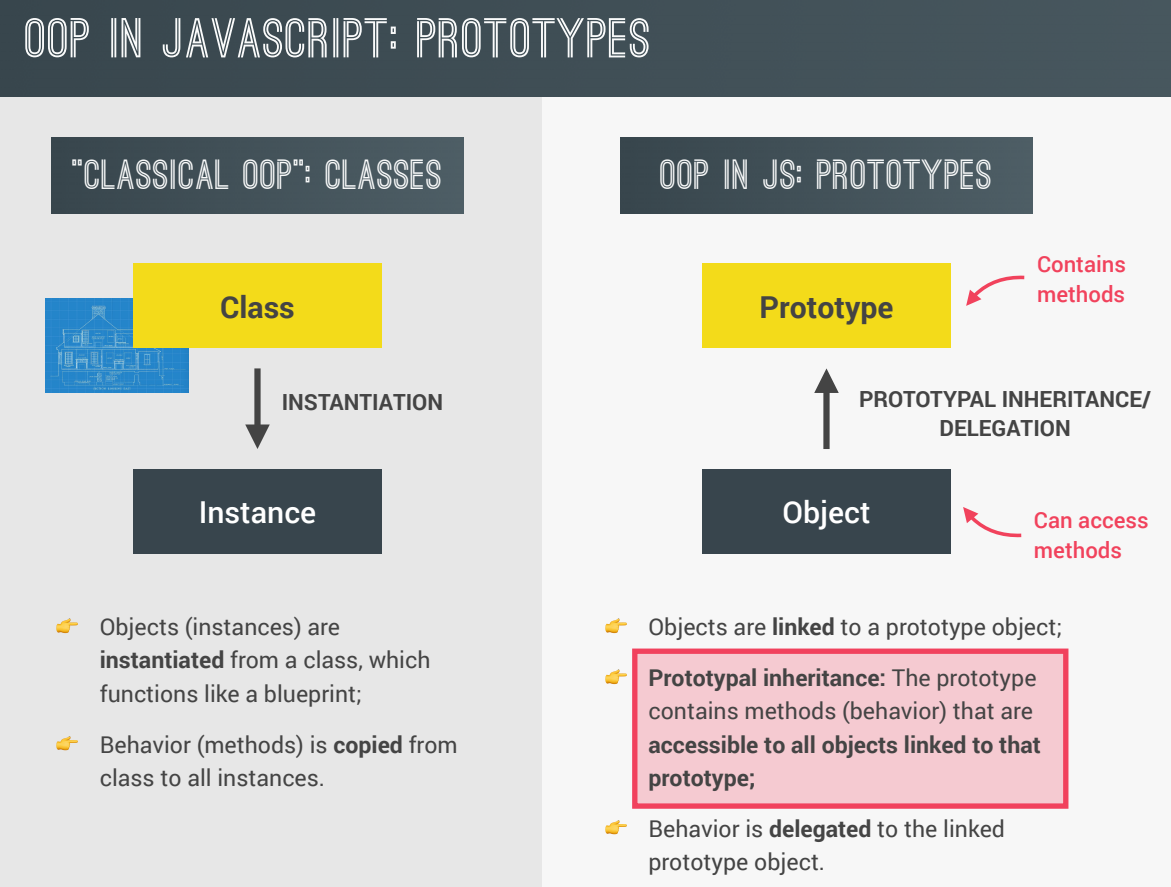 OOP IN JAVASCRIPT: PROTOTYPES
"CLASSICAL OOP": CLASSES
Class
INSTANTIATION
Instance
Objects (instances) are
instantiated from a class, which
functions like a blueprint;
Behavior (methods) is copied from
class to all instances.
OOP IN JS: PROTOTYPES
Contains
methods
Prototype
PROTOTYPAL INHERITANCE/
DELEGATION
Object
Can access
methods
Objects are linked to a prototype object;
Prototypal inheritance: The prototype
contains methods (behavior) that are
accessible to all objects linked to that
prototype;
Behavior is delegated to the linked
prototype object.